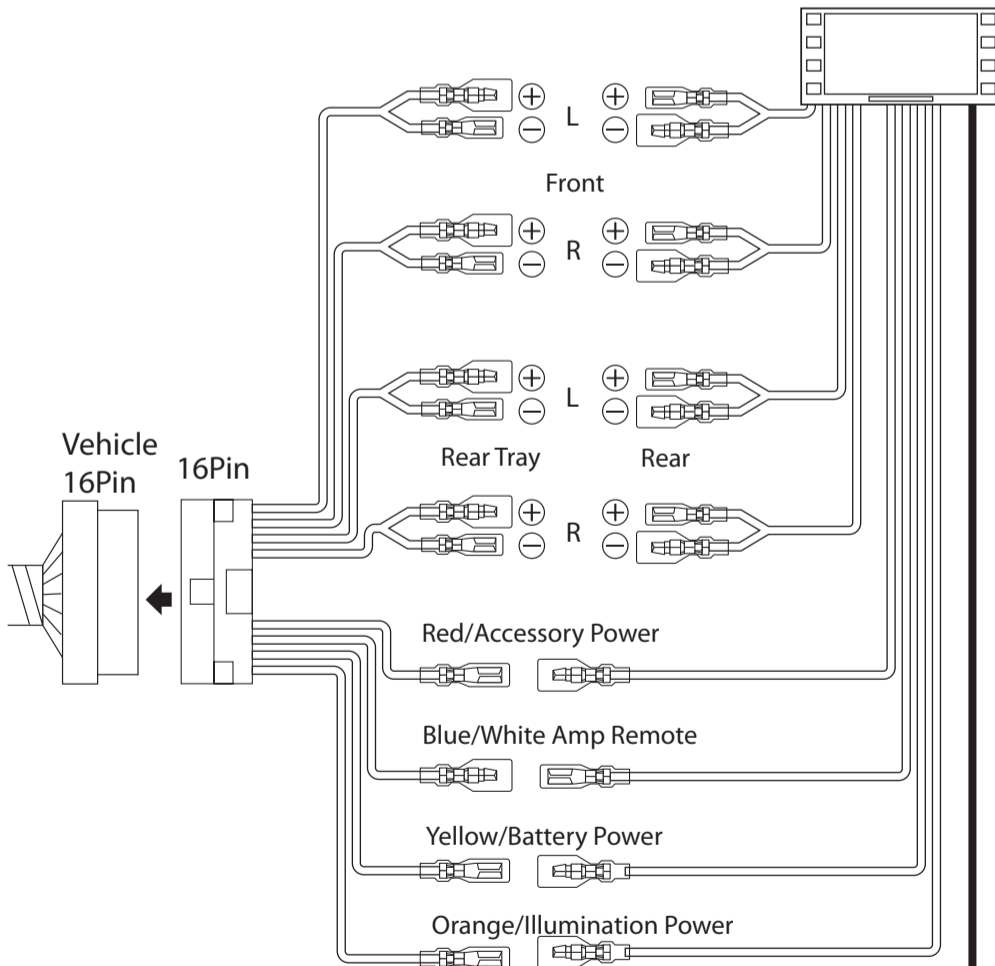 ⊕ L ⊕
⊖ ⊖
Front
⊕ R ⊕
⊖ ⊖
⊕ L ⊕
⊖ ⊖
Rear Tray Rear
Vehicle
16Pin
16Pin
⊕ R ⊕
⊖ ⊖
Red/Accessory Power
Blue/White Amp Remote
Yellow/Battery Power
Orange/Illumination Power